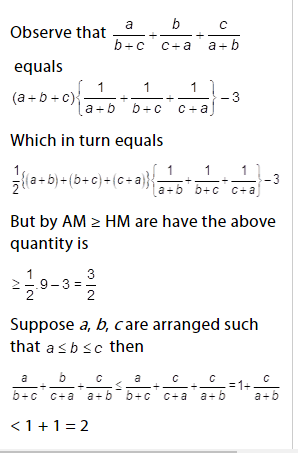 Observe that a/(b+c) + b/(c+a) + c/(a+b)
equals
(a+b+c){1/(a+b) + 1/(b+c) + 1/(c+a)} − 3
Which in turn equals
1/2{(a+b)+(b+c)+(c+a)}{1/(a+b) + 1/(b+c) + 1/(c+a)} − 3
But by AM ≥ HM are have the above
quantity is
≥ 1/2.9 − 3 = 3/2
Suppose a, b, c are arranged such
that a ≤ b ≤ c then
a/(b+c) + b/(c+a) + c/(a+b) ≤ a/(b+c) + c/(c+a) + c/(a+b) = 1 + c/(a+b)
< 1 + 1 = 2